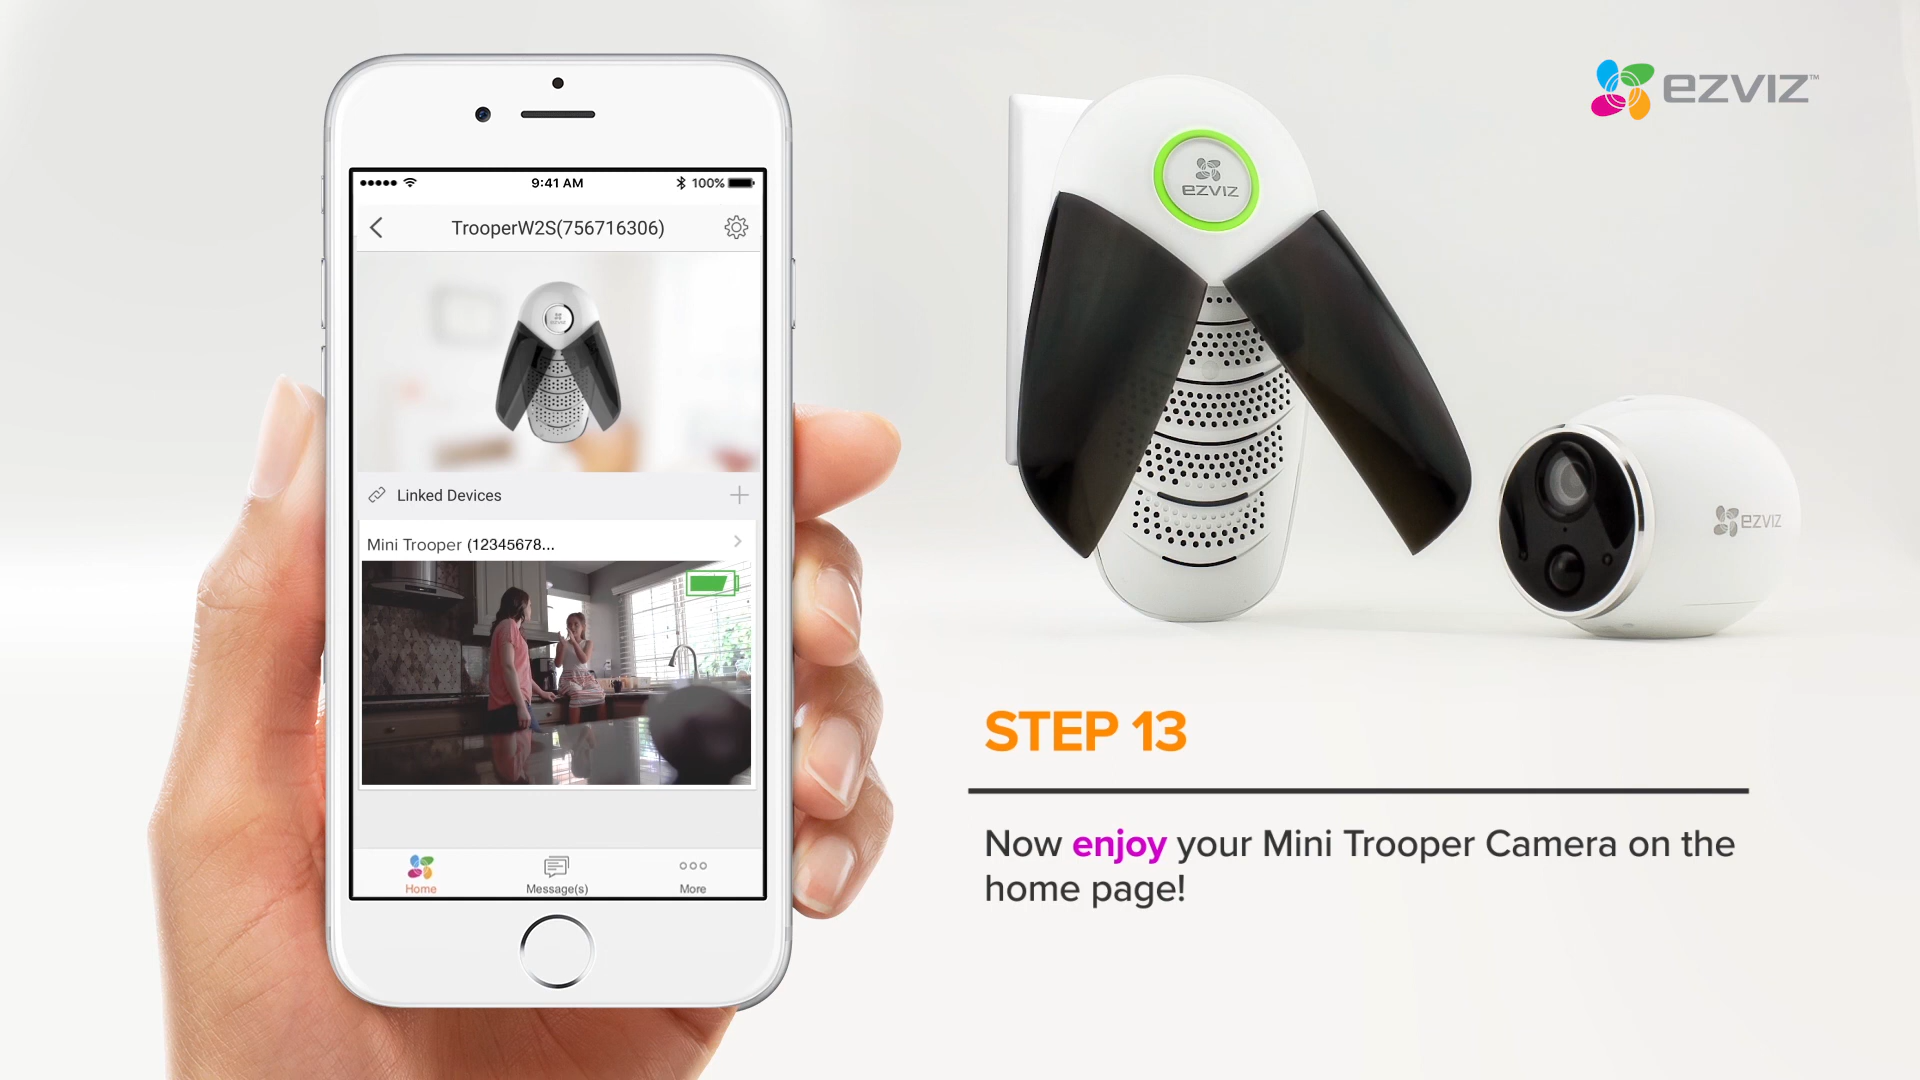 9:41 AM
100%
TrooperW2S(756716306)
Linked Devices
Mini Trooper (12345678...
Home
Message(s)
More
ezviz™
ezviz
ezviz
STEP 13
Now enjoy your Mini Trooper Camera on the
home page!